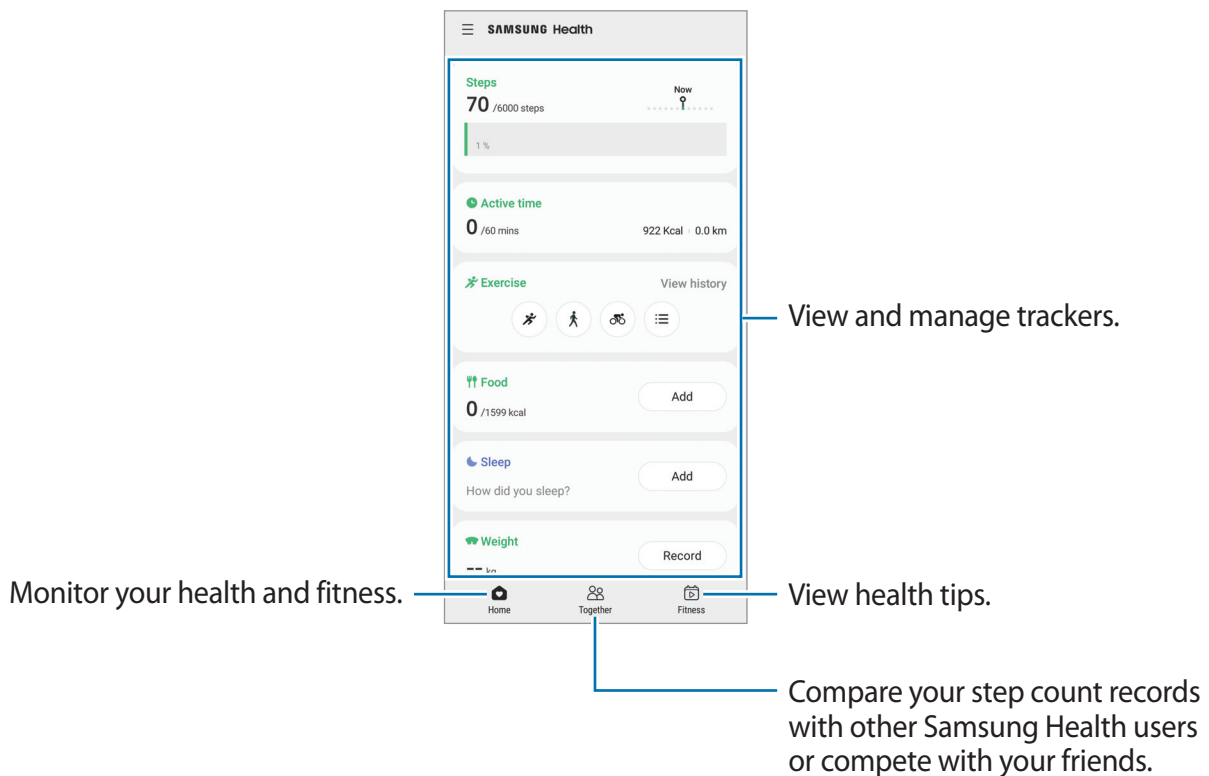 SAMSUNG Health
Steps
70 /6000 steps
Now
1 %
Active time
0 /60 mins
922 Kcal 0.0 km
Exercise
View history
Food
0 /1599 kcal
Add
Sleep
How did you sleep?
Add
Weight
-- kg
Record
Home
Together
Fitness
View and manage trackers.
Monitor your health and fitness.
View health tips.
Compare your step count records
with other Samsung Health users
or compete with your friends.